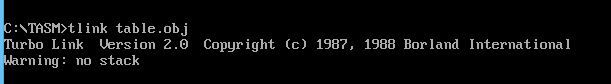 C:\TASM>tlink table.obj
Turbo Link  Version 2.0  Copyright (c) 1987, 1988 Borland International
Warning: no stack